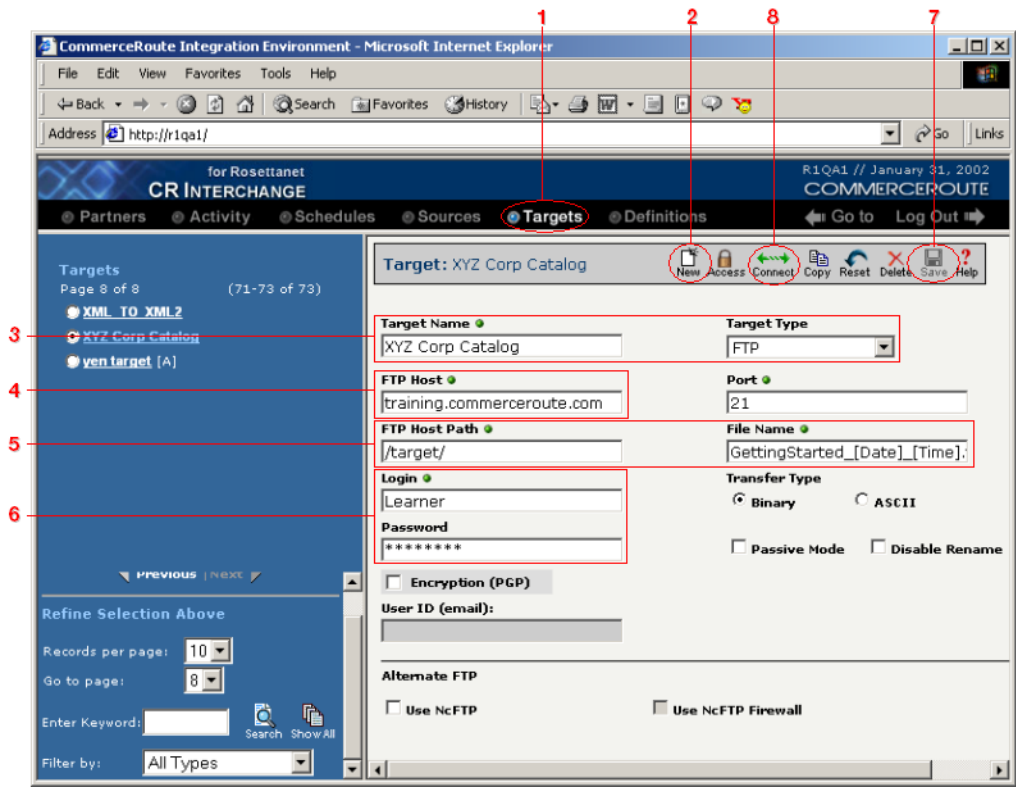 1 2 8 7
CommerceRoute Integration Environment - Microsoft Internet Explorer
File Edit View Favorites Tools Help
Back Search Favorites History
Address http://r1qa1/ Go Links
for Rosettanet
CR INTERCHANGE
R1QA1 // January 31, 2002
COMMERCEROUTE
Partners Activity Schedules Sources Targets Definitions Go to Log Out
Targets
Page 8 of 8 (71-73 of 73)
XML_TO_XML2
XYZ Corp Catalog
yen target [A]
Previous | Next
Refine Selection Above
Records per page: 10
Go to page: 8
Enter Keyword: Search Show All
Filter by: All Types
Target: XYZ Corp Catalog
New Access Connect Copy Reset Delete Save Help
3
Target Name Target Type
XYZ Corp Catalog FTP
4
FTP Host Port
training.commerceroute.com 21
5
FTP Host Path File Name
/target/ GettingStarted_[Date]_[Time].
6
Login Transfer Type
Learner Binary ASCII
Password
******** Passive Mode Disable Rename
Encryption (PGP)
User ID (email):
Alternate FTP
Use NcFTP Use NcFTP Firewall